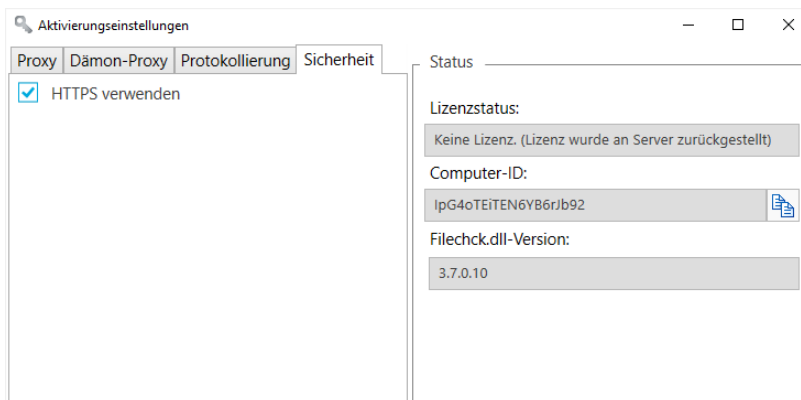 Aktivierungseinstellungen
Proxy Dämon-Proxy Protokollierung Sicherheit
HTTPS verwenden
Status
Lizenzstatus:
Keine Lizenz. (Lizenz wurde an Server zurückgestellt)
Computer-ID:
IpG4oTEiTEN6YB6rJb92
Filechck.dll-Version:
3.7.0.10